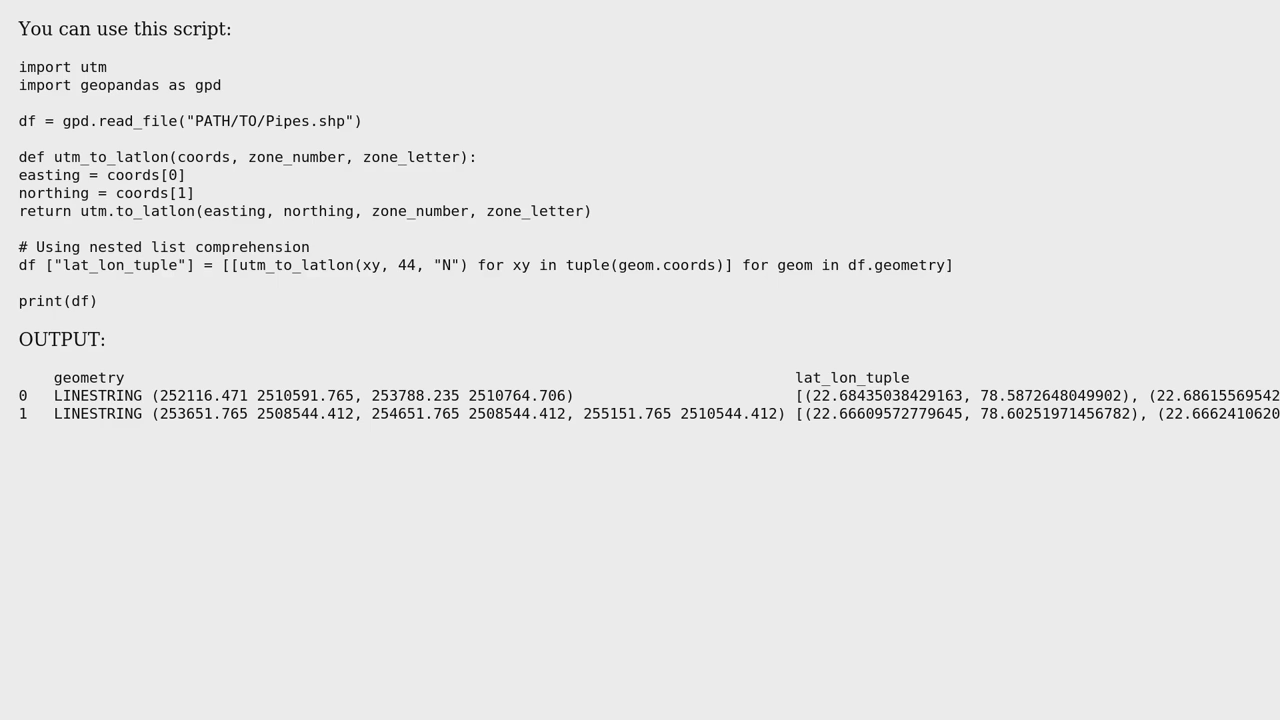 You can use this script:
import utm
import geopandas as gpd
df = gpd.read_file("PATH/TO/Pipes.shp")
def utm_to_latlon(coords, zone_number, zone_letter):
easting = coords[0]
northing = coords[1]
return utm.to_latlon(easting, northing, zone_number, zone_letter)
# Using nested list comprehension
df ["lat_lon_tuple"] = [[utm_to_latlon(xy, 44, "N") for xy in tuple(geom.coords)] for geom in df.geometry]
print(df)
OUTPUT:
geometry lat_lon_tuple
0 LINESTRING (252116.471 2510591.765, 253788.235 2510764.706) [(22.68435038429163, 78.5872648049902), (22.68615569542
1 LINESTRING (253651.765 2508544.412, 254651.765 2508544.412, 255151.765 2510544.412) [(22.66609572779645, 78.60251971456782), (22.6662410620